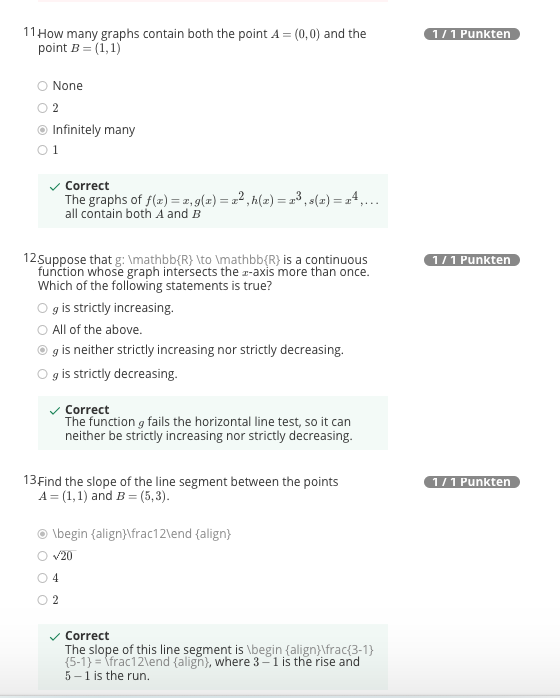 11 How many graphs contain both the point A = (0,0) and the
point B = (1,1)
1 / 1 Punkten
None
2
Infinitely many
1
✓ Correct
The graphs of f(x) = x, g(x) = x², h(x) = x³, s(x) = x⁴, ...
all contain both A and B
12 Suppose that g: \mathbb{R} \to \mathbb{R} is a continuous
function whose graph intersects the x-axis more than once.
Which of the following statements is true?
1 / 1 Punkten
g is strictly increasing.
All of the above.
g is neither strictly increasing nor strictly decreasing.
g is strictly decreasing.
✓ Correct
The function g fails the horizontal line test, so it can
neither be strictly increasing nor strictly decreasing.
13 Find the slope of the line segment between the points
A = (1,1) and B = (5,3).
1 / 1 Punkten
\begin {align}\frac12\end {align}
√20
4
2
✓ Correct
The slope of this line segment is \begin {align}\frac{3-1}
{5-1} = \frac12\end {align}, where 3 − 1 is the rise and
5 − 1 is the run.